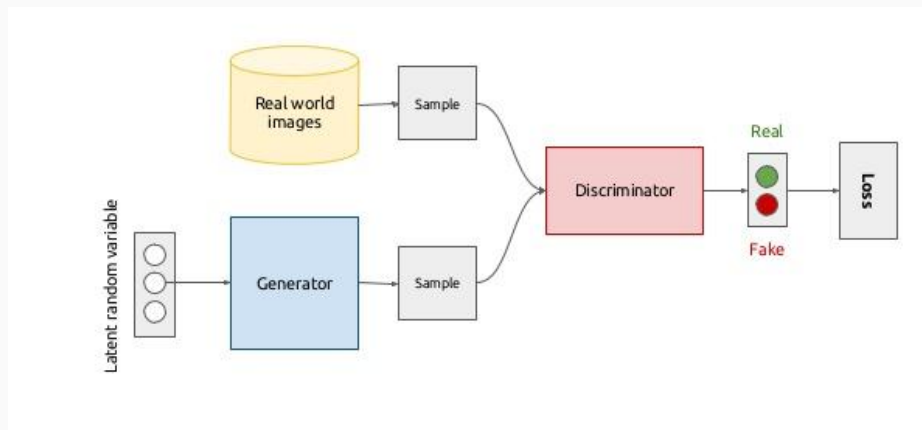 Real world
images
Sample
Real
Discriminator
Loss
Fake
Latent random variable
Generator
Sample